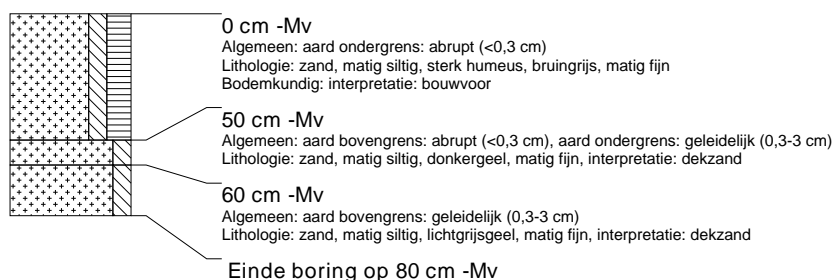 0 cm -Mv
Algemeen: aard ondergrens: abrupt (<0,3 cm)
Lithologie: zand, matig siltig, sterk humeus, bruingrijs, matig fijn
Bodemkundig: interpretatie: bouwvoor
50 cm -Mv
Algemeen: aard bovengrens: abrupt (<0,3 cm), aard ondergrens: geleidelijk (0,3-3 cm)
Lithologie: zand, matig siltig, donkergeel, matig fijn, interpretatie: dekzand
60 cm -Mv
Algemeen: aard bovengrens: geleidelijk (0,3-3 cm)
Lithologie: zand, matig siltig, lichtgrijsgeel, matig fijn, interpretatie: dekzand
Einde boring op 80 cm -Mv